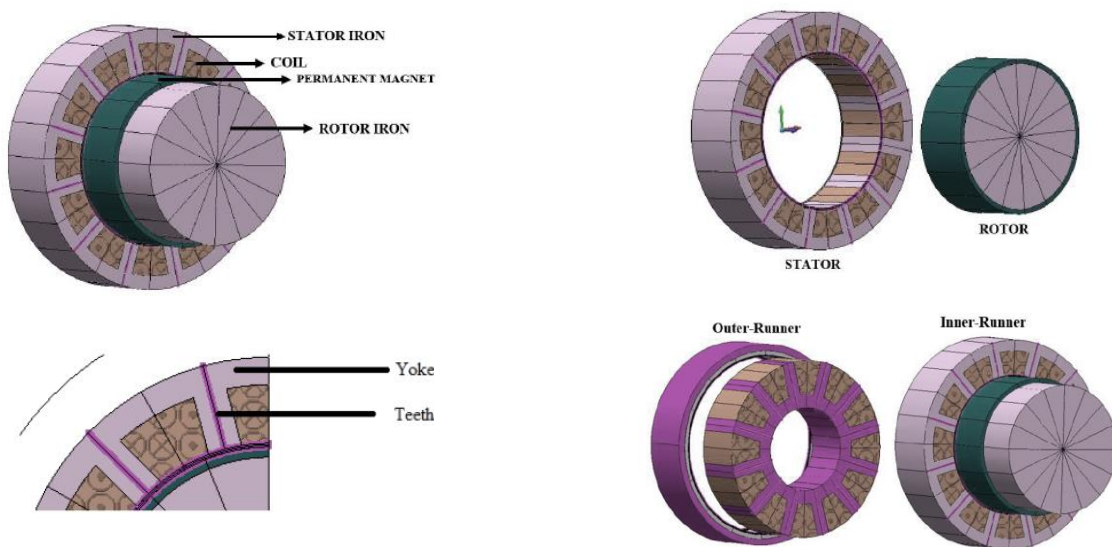 STATOR IRON
COIL
PERMANENT MAGNET
ROTOR IRON
STATOR
ROTOR
Yoke
Teeth
Outer-Runner
Inner-Runner